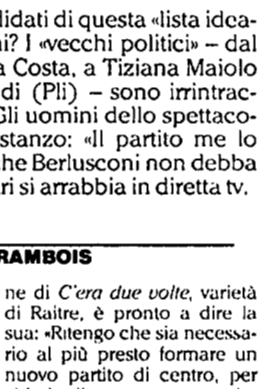 lidati di questa «lista idea-
ni? I «vecchi politici» – dal
a Costa, a Tiziana Maiolo
di (Pli) – sono irrintrac-
Gli uomini dello spettaco-
stanzo: «Il partito me lo
che Berlusconi non debba
ri si arrabbia in diretta tv.
RAMBOIS
ne di C'era due volte, varietà
di Raitre, è pronto a dire la
sua: «Ritengo che sia necessa-
rio al più presto formare un
nuovo partito di centro, per